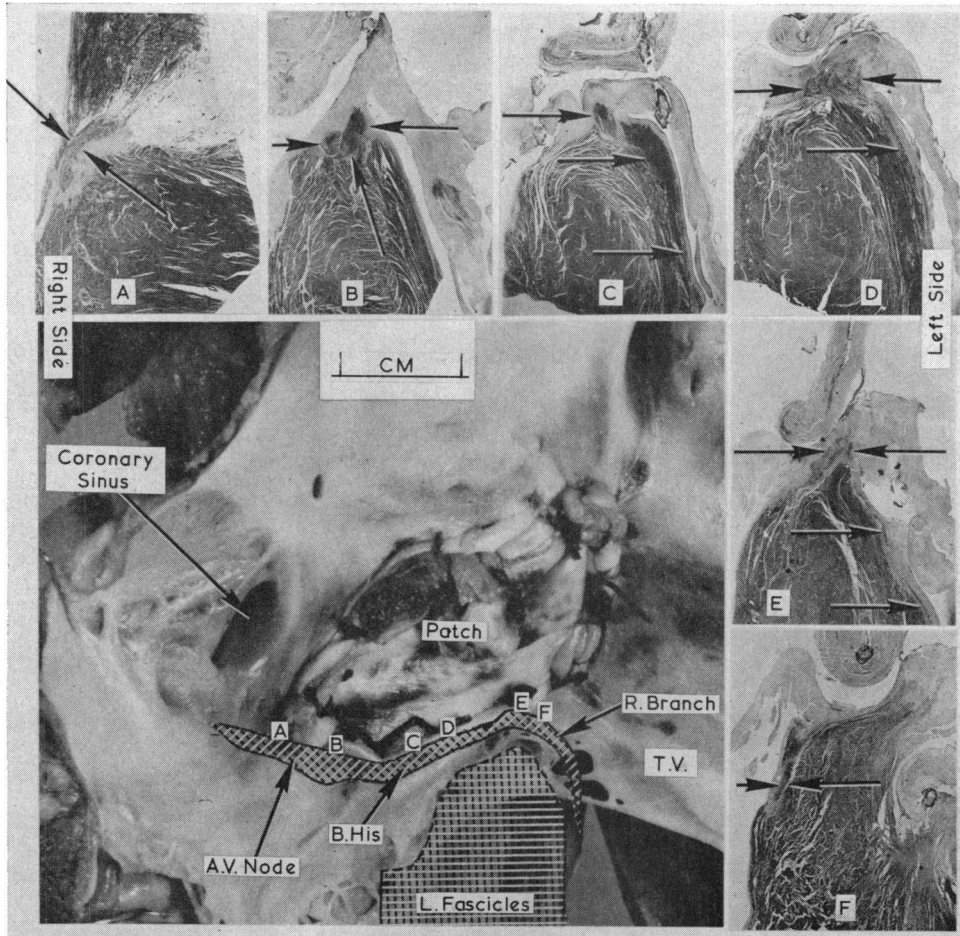 A
B
C
D
Right Side
Left Side
CM
Coronary
Sinus
Patch
E
A
B
C
D
E
F
R. Branch
T.V.
B.His
A.V. Node
L. Fascicles
F